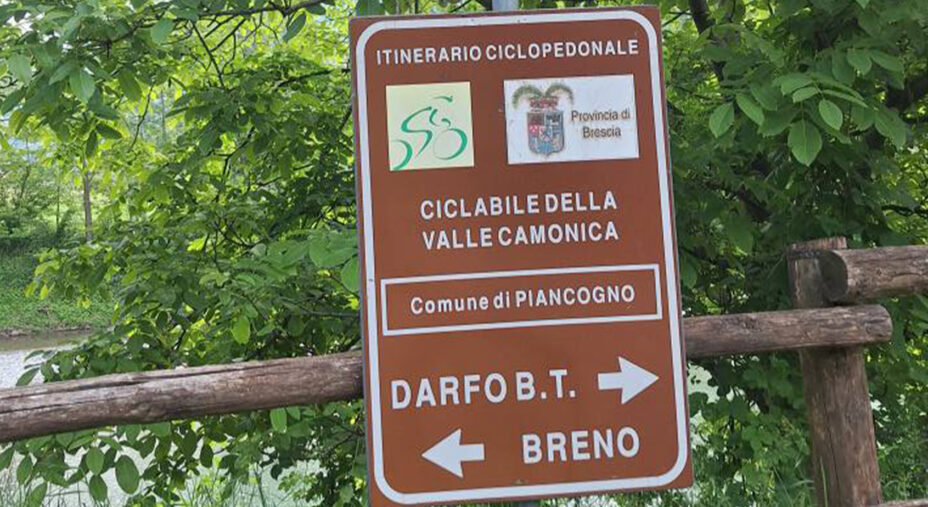 ITINERARIO CICLOPEDONALE
Provincia di
Brescia
CICLABILE DELLA
VALLE CAMONICA
Comune di PIANCOGNO
DARFO B.T.
BRENO